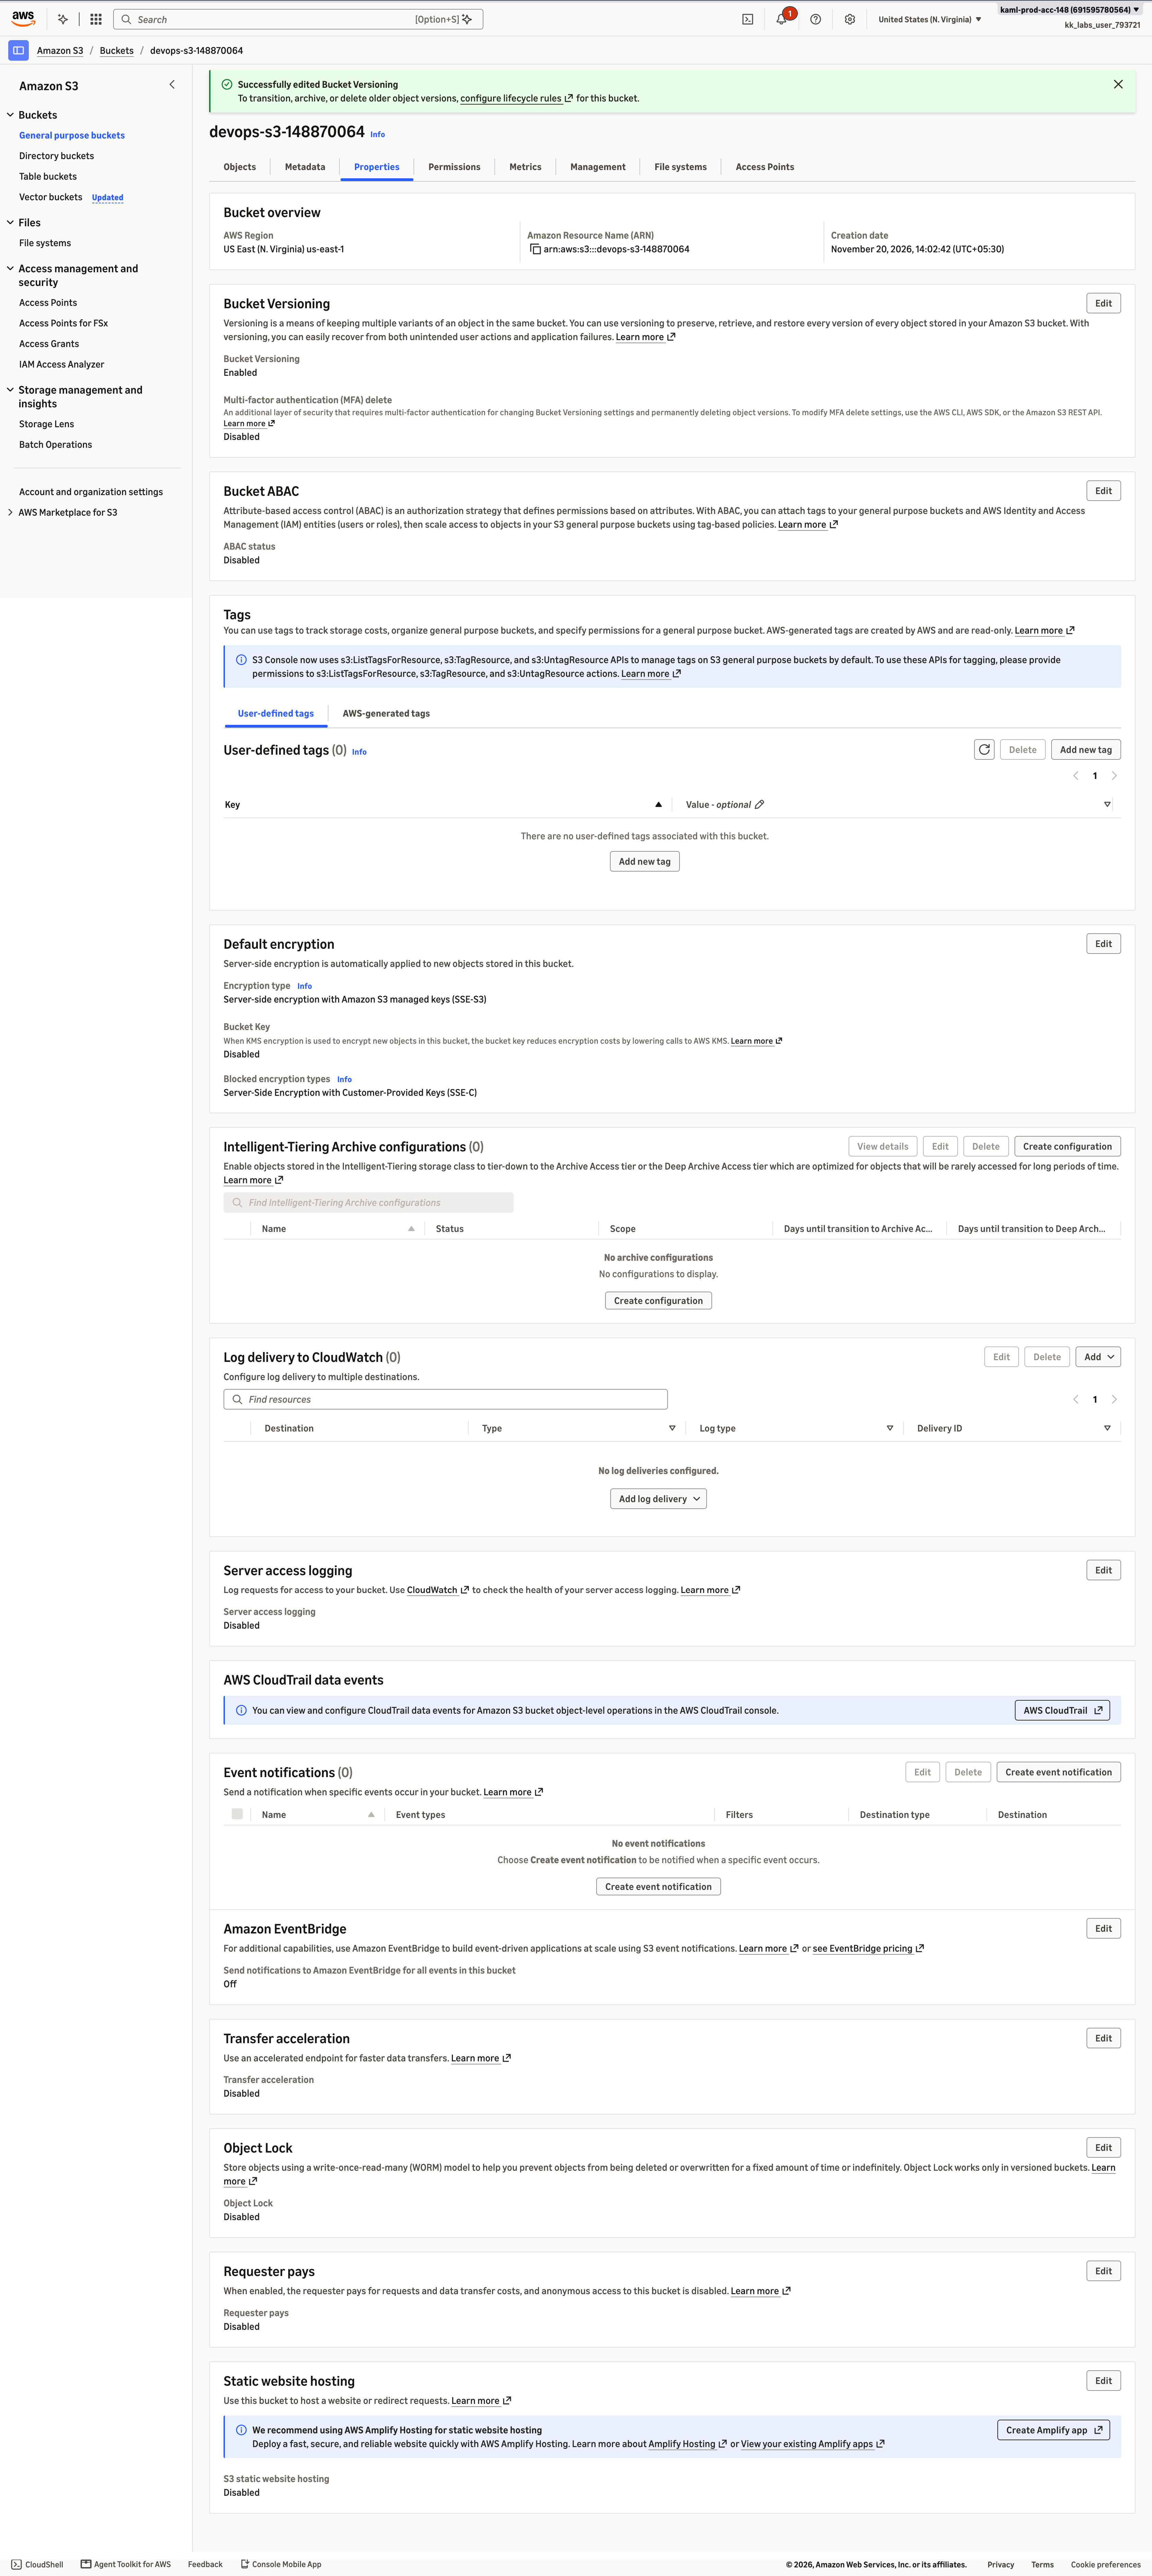 aws
Search [Option+S]
1
United States (N. Virginia) ▼
kaml-prod-acc-148 (691595780564) ▼
kk_labs_user_793721
Amazon S3 / Buckets / devops-s3-148870064
Amazon S3
Buckets
General purpose buckets
Directory buckets
Table buckets
Vector buckets Updated
Files
File systems
Access management and
security
Access Points
Access Points for FSx
Access Grants
IAM Access Analyzer
Storage management and
insights
Storage Lens
Batch Operations
Account and organization settings
AWS Marketplace for S3
Successfully edited Bucket Versioning
To transition, archive, or delete older object versions, configure lifecycle rules for this bucket.
devops-s3-148870064 Info
Objects Metadata Properties Permissions Metrics Management File systems Access Points
Bucket overview
AWS Region
US East (N. Virginia) us-east-1
Amazon Resource Name (ARN)
arn:aws:s3:::devops-s3-148870064
Creation date
November 20, 2026, 14:02:42 (UTC+05:30)
Bucket Versioning Edit
Versioning is a means of keeping multiple variants of an object in the same bucket. You can use versioning to preserve, retrieve, and restore every version of every object stored in your Amazon S3 bucket. With
versioning, you can easily recover from both unintended user actions and application failures. Learn more
Bucket Versioning
Enabled
Multi-factor authentication (MFA) delete
An additional layer of security that requires multi-factor authentication for changing Bucket Versioning settings and permanently deleting object versions. To modify MFA delete settings, use the AWS CLI, AWS SDK, or the Amazon S3 REST API.
Learn more
Disabled
Bucket ABAC Edit
Attribute-based access control (ABAC) is an authorization strategy that defines permissions based on attributes. With ABAC, you can attach tags to your general purpose buckets and AWS Identity and Access
Management (IAM) entities (users or roles), then scale access to objects in your S3 general purpose buckets using tag-based policies. Learn more
ABAC status
Disabled
Tags
You can use tags to track storage costs, organize general purpose buckets, and specify permissions for a general purpose bucket. AWS-generated tags are created by AWS and are read-only. Learn more
S3 Console now uses s3:ListTagsForResource, s3:TagResource, and s3:UntagResource APIs to manage tags on S3 general purpose buckets by default. To use these APIs for tagging, please provide
permissions to s3:ListTagsForResource, s3:TagResource, and s3:UntagResource actions. Learn more
User-defined tags AWS-generated tags
User-defined tags (0) Info Delete Add new tag
1
Key Value - optional
There are no user-defined tags associated with this bucket.
Add new tag
Default encryption Edit
Server-side encryption is automatically applied to new objects stored in this bucket.
Encryption type Info
Server-side encryption with Amazon S3 managed keys (SSE-S3)
Bucket Key
When KMS encryption is used to encrypt new objects in this bucket, the bucket key reduces encryption costs by lowering calls to AWS KMS. Learn more
Disabled
Blocked encryption types Info
Server-Side Encryption with Customer-Provided Keys (SSE-C)
Intelligent-Tiering Archive configurations (0) View details Edit Delete Create configuration
Enable objects stored in the Intelligent-Tiering storage class to tier-down to the Archive Access tier or the Deep Archive Access tier which are optimized for objects that will be rarely accessed for long periods of time.
Learn more
Find Intelligent-Tiering Archive configurations
Name Status Scope Days until transition to Archive Ac... Days until transition to Deep Arch...
No archive configurations
No configurations to display.
Create configuration
Log delivery to CloudWatch (0) Edit Delete Add
Configure log delivery to multiple destinations.
Find resources 1
Destination Type Log type Delivery ID
No log deliveries configured.
Add log delivery
Server access logging Edit
Log requests for access to your bucket. Use CloudWatch to check the health of your server access logging. Learn more
Server access logging
Disabled
AWS CloudTrail data events
You can view and configure CloudTrail data events for Amazon S3 bucket object-level operations in the AWS CloudTrail console. AWS CloudTrail
Event notifications (0) Edit Delete Create event notification
Send a notification when specific events occur in your bucket. Learn more
Name Event types Filters Destination type Destination
No event notifications
Choose Create event notification to be notified when a specific event occurs.
Create event notification
Amazon EventBridge Edit
For additional capabilities, use Amazon EventBridge to build event-driven applications at scale using S3 event notifications. Learn more or see EventBridge pricing
Send notifications to Amazon EventBridge for all events in this bucket
Off
Transfer acceleration Edit
Use an accelerated endpoint for faster data transfers. Learn more
Transfer acceleration
Disabled
Object Lock Edit
Store objects using a write-once-read-many (WORM) model to help you prevent objects from being deleted or overwritten for a fixed amount of time or indefinitely. Object Lock works only in versioned buckets. Learn
more
Object Lock
Disabled
Requester pays Edit
When enabled, the requester pays for requests and data transfer costs, and anonymous access to this bucket is disabled. Learn more
Requester pays
Disabled
Static website hosting Edit
Use this bucket to host a website or redirect requests. Learn more
We recommend using AWS Amplify Hosting for static website hosting Create Amplify app
Deploy a fast, secure, and reliable website quickly with AWS Amplify Hosting. Learn more about Amplify Hosting or View your existing Amplify apps
S3 static website hosting
Disabled
CloudShell Agent Toolkit for AWS Feedback Console Mobile App © 2026, Amazon Web Services, Inc. or its affiliates. Privacy Terms Cookie preferences